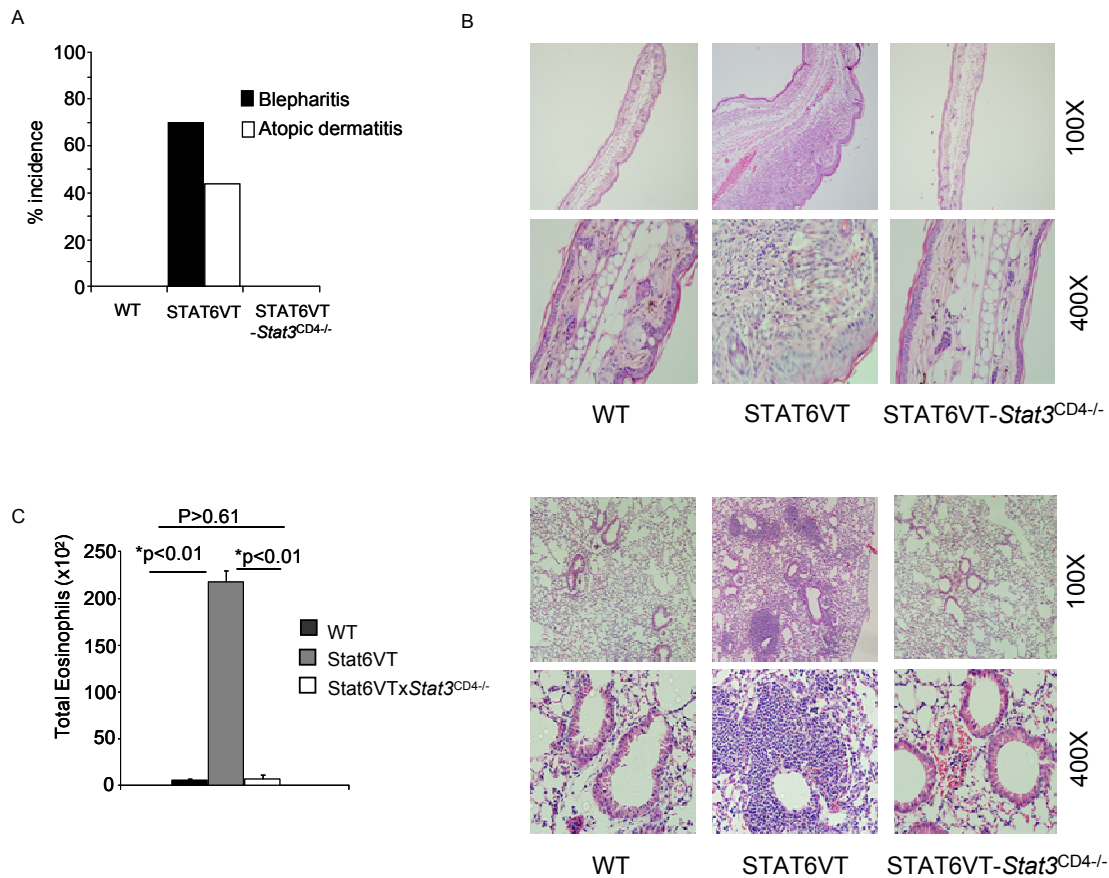 A
% incidence
100
80
60
40
20
0
Blepharitis
Atopic dermatitis
WT
STAT6VT
STAT6VT
-Stat3CD4-/-
B
100X
400X
WT
STAT6VT
STAT6VT-Stat3CD4-/-
C
P>0.61
*p<0.01
*p<0.01
Total Eosinophils (x10²)
250
200
150
100
50
0
WT
Stat6VT
Stat6VTxStat3CD4-/-
100X
400X
WT
STAT6VT
STAT6VT-Stat3CD4-/-